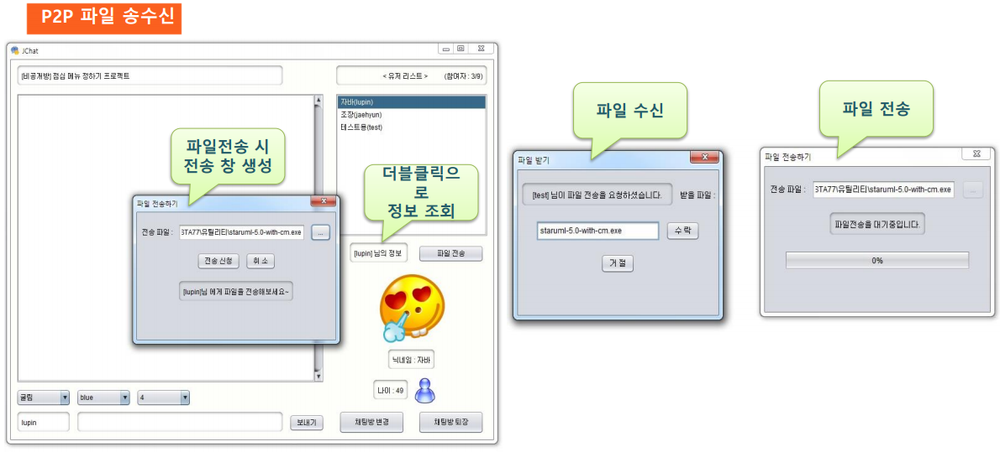 P2P 파일 송수신
JChat
[비공개방] 점심 메뉴 정하기 프로젝트
< 유저 리스트 > (참여자 : 3/9)
자바(lupin)
조장(jaehyun)
테스트용(test)
파일전송 시
전송 창 생성
더블클릭으
로
정보 조회
파일 전송하기
전송 파일 : 3TA77\유틸리티\staruml-5.0-with-cm.exe ...
전송 신청 취 소
[lupin]님 에게 파일을 전송해보세요~
[lupin] 님의 정보 파일 전송
닉네임 : 자바
나이 : 49
굴림 blue 4
lupin 보내기 채팅방 변경 채팅방 퇴장
파일 수신
파일 받기
[test] 님이 파일 전송을 요청하셨습니다. 받을 파일 :
staruml-5.0-with-cm.exe 수 락
거 절
파일 전송
파일 전송하기
전송 파일 : 3TA77\유틸리티\staruml-5.0-with-cm.exe ...
파일전송을 대기중입니다.
0%